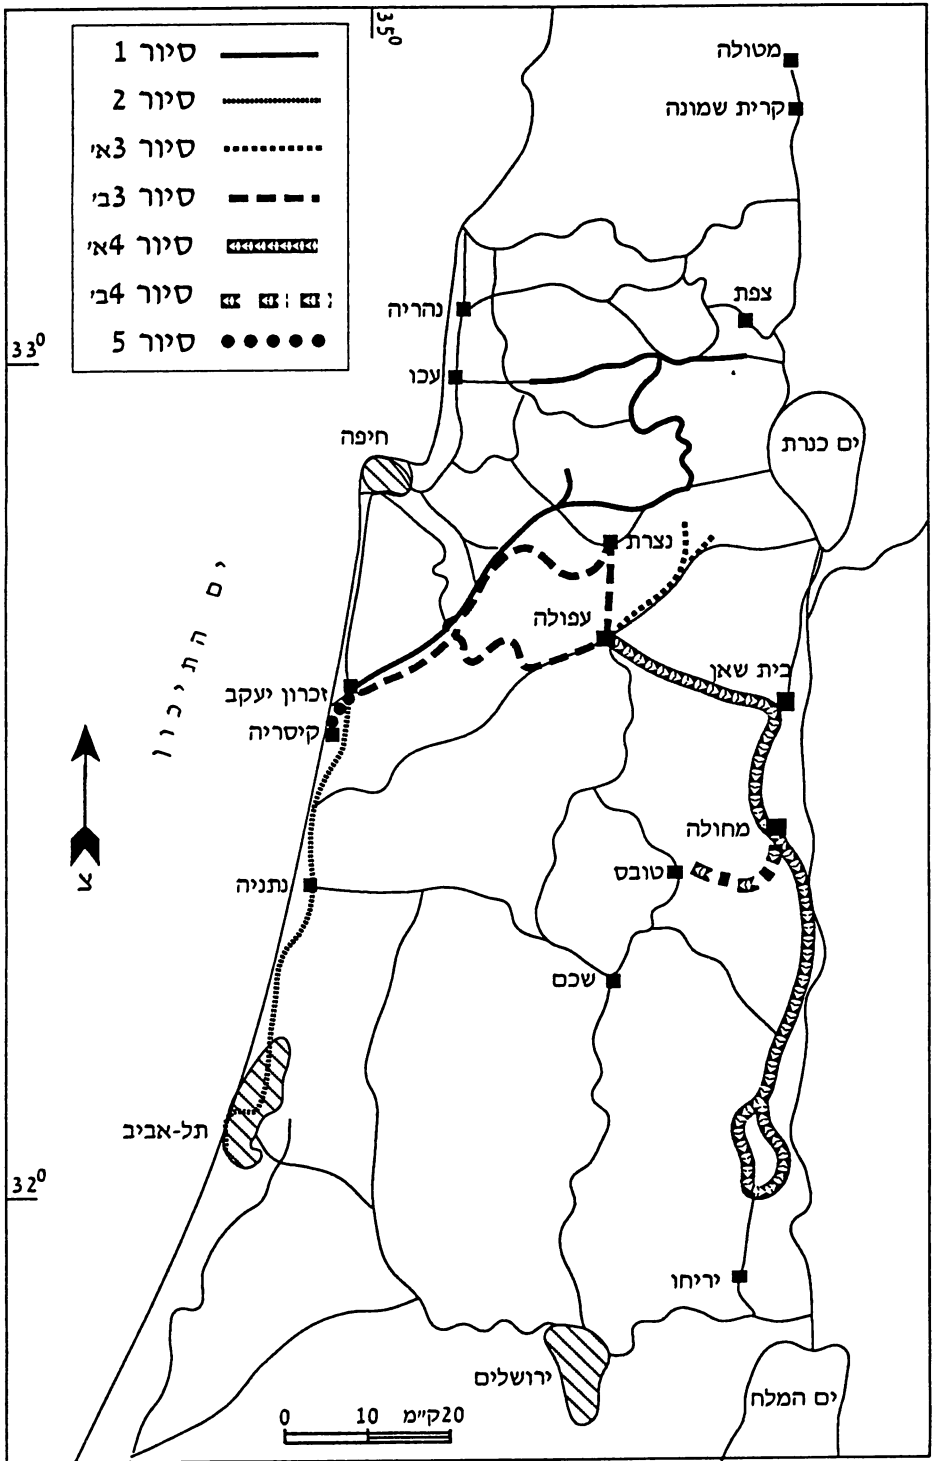 סיור 1
סיור 2
סיור 3א׳
סיור 3ב׳
סיור 4א׳
סיור 4ב׳
סיור 5
35⁰
מטולה
קרית שמונה
צפת
נהריה
33⁰
עכו
חיפה
ים כנרת
נצרת
עפולה
ים התיכון
בית שאן
זכרון יעקב
קיסריה
מחולה
טובס
נתניה
שכם
תל-אביב
32⁰
יריחו
ירושלים
ים המלח
0 10 20ק״מ